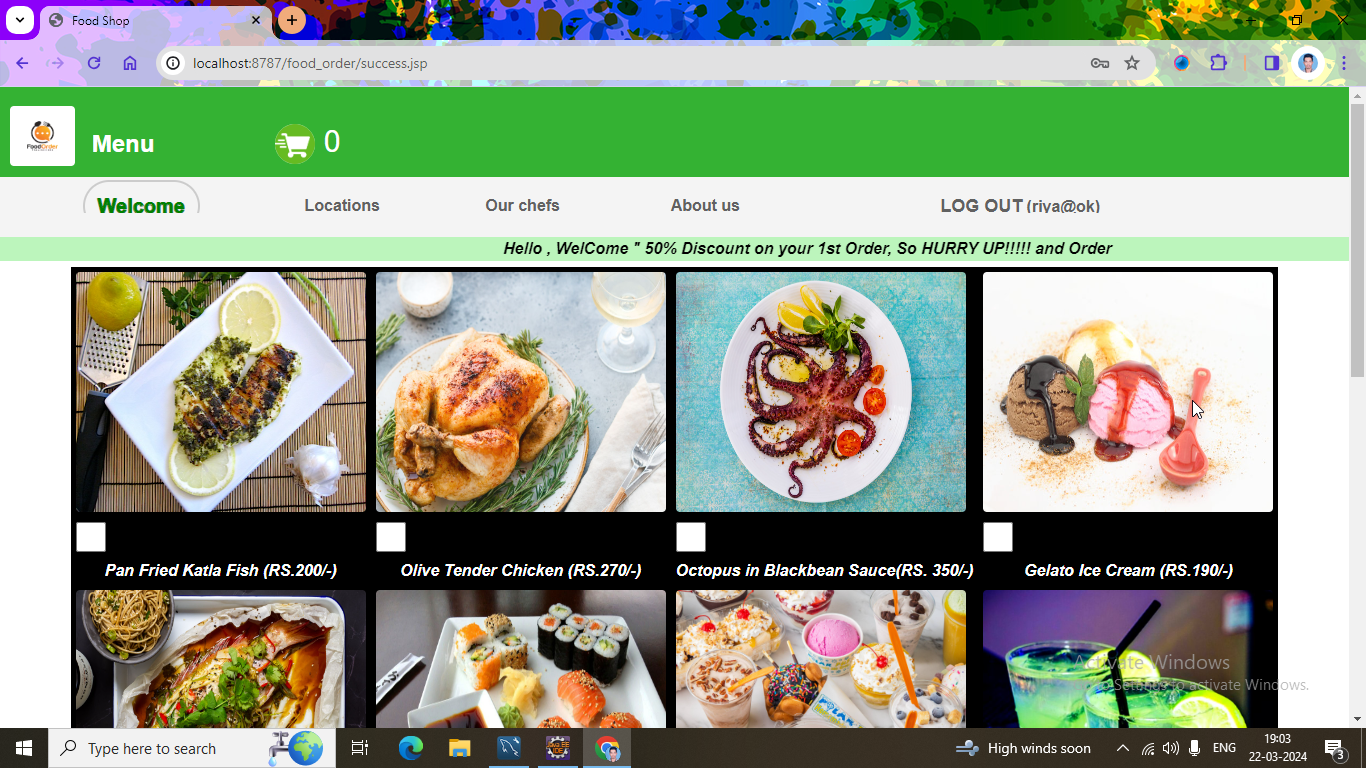 Food Shop
localhost:8787/food_order/success.jsp
FoodOrder
Menu
0
Welcome
Locations
Our chefs
About us
LOG OUT (riya@ok)
Hello , WelCome " 50% Discount on your 1st Order, So HURRY UP!!!!! and Order
Pan Fried Katla Fish (RS.200/-)
Olive Tender Chicken (RS.270/-)
Octopus in Blackbean Sauce(RS. 350/-)
Gelato Ice Cream (RS.190/-)
Activate Windows
Settings to activate Windows.
Type here to search
High winds soon
ENG
19:03
22-03-2024
3